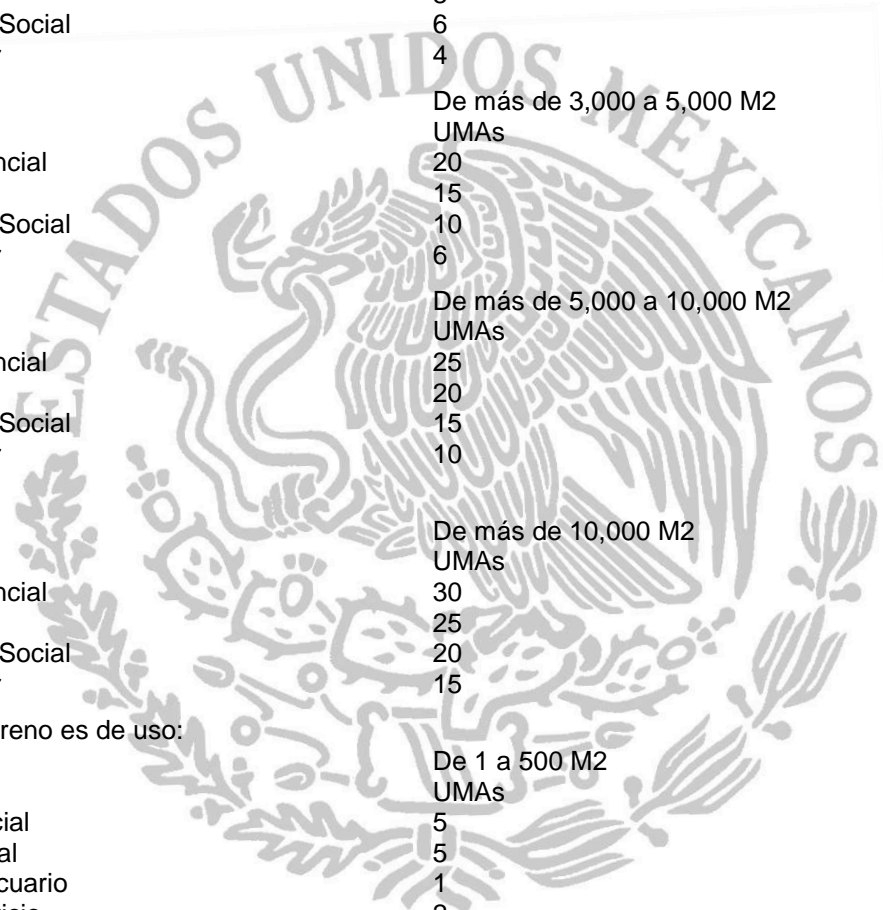 Social 6
4
De más de 3,000 a 5,000 M2
UMAs
ncial 20
15
Social 10
6
De más de 5,000 a 10,000 M2
UMAs
ncial 25
20
Social 15
10
De más de 10,000 M2
UMAs
ncial 30
25
Social 20
15
reno es de uso:
De 1 a 500 M2
UMAs
cial 5
al 5
cuario 1
ESTADOS UNIDOS MEXICANOS